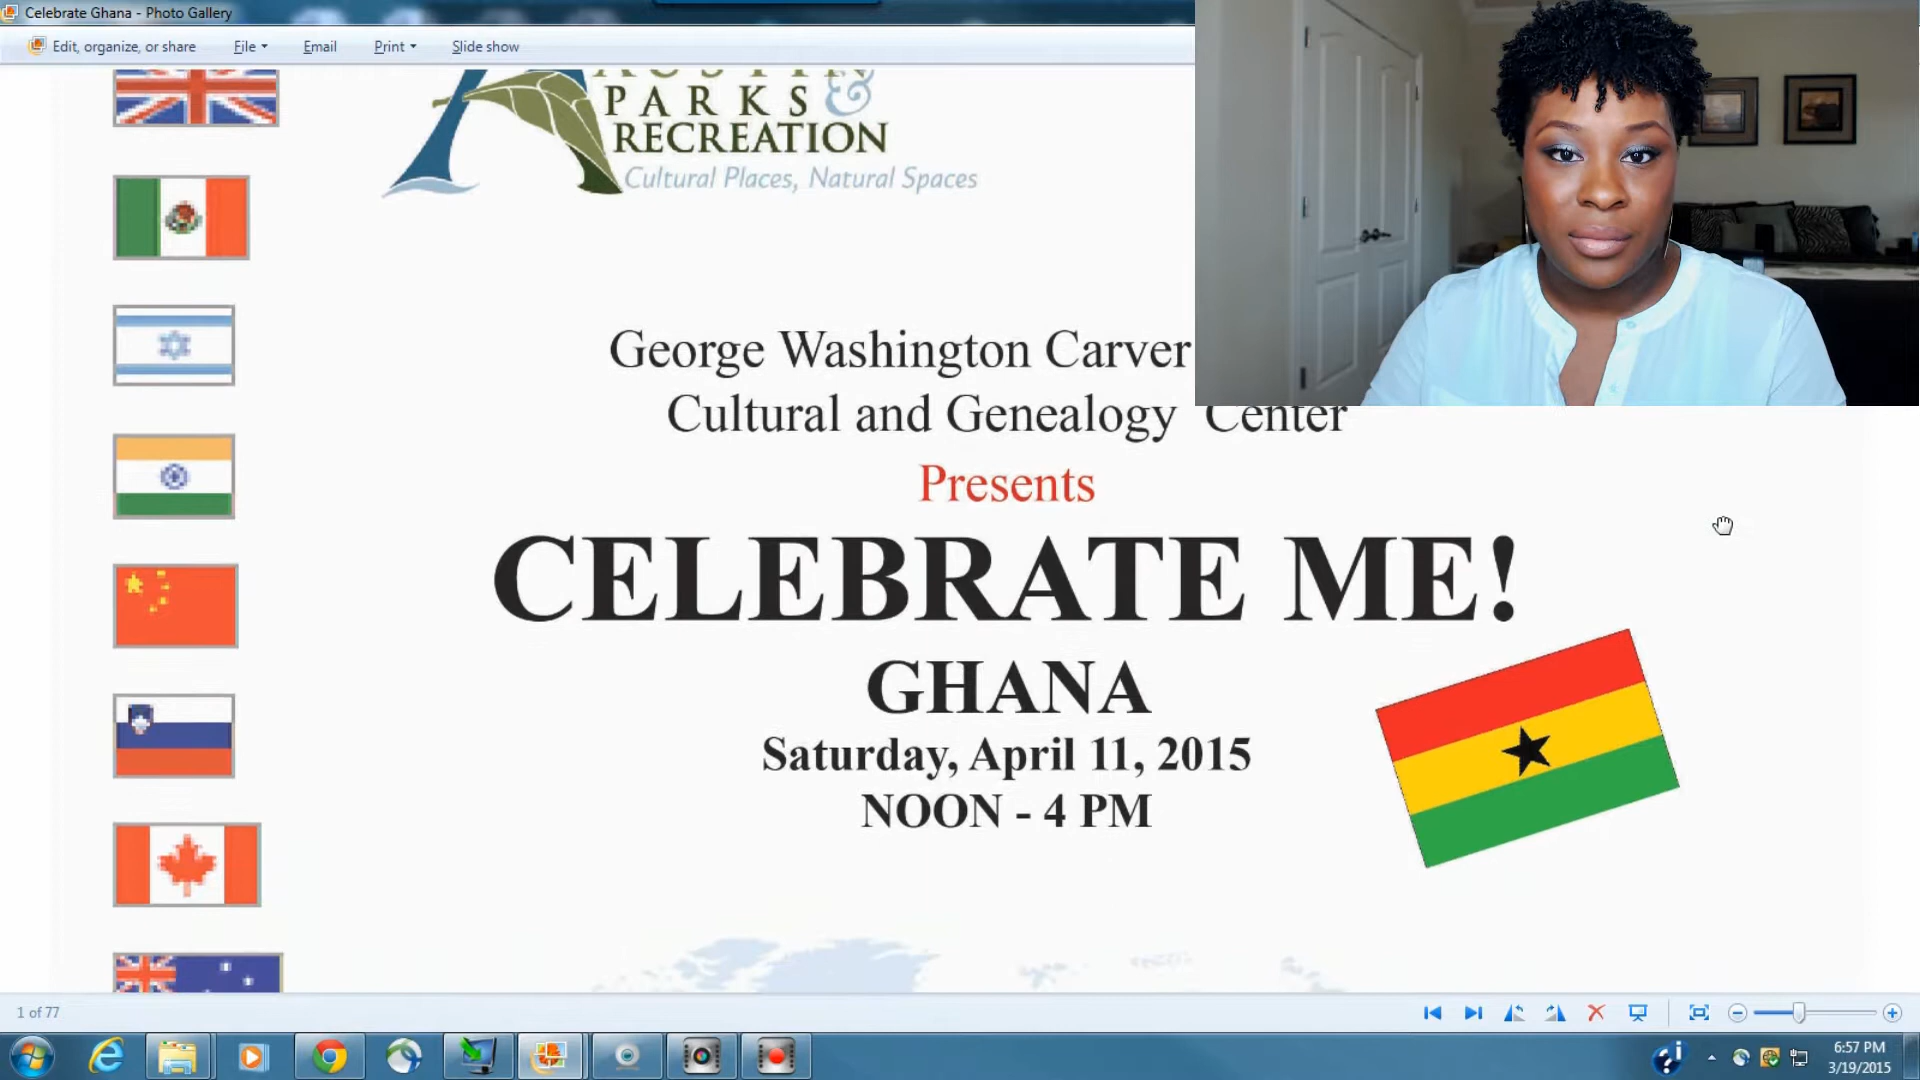 Celebrate Ghana - Photo Gallery
Edit, organize, or share File Email Print Slide show
AUSTIN
PARKS &
RECREATION
Cultural Places, Natural Spaces
George Washington Carver
Cultural and Genealogy Center
Presents
CELEBRATE ME!
GHANA
Saturday, April 11, 2015
NOON - 4 PM
1 of 77
6:57 PM
3/19/2015